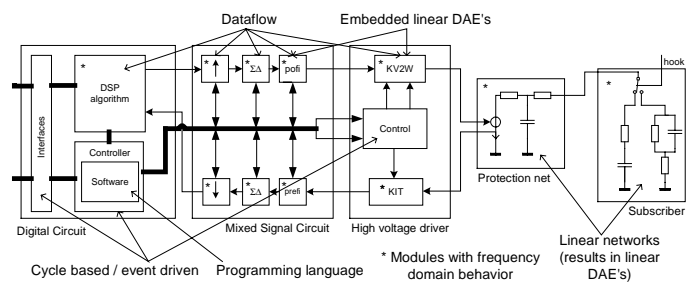 Dataflow
Embedded linear DAE's
hook
* DSP
algorithm
* ↑
* ΣΔ
* pofi
* KV2W
*
*
Interfaces
Control
Controller
Software
* ↓
* ΣΔ
* prefi
* KIT
Protection net
Digital Circuit
Mixed Signal Circuit
High voltage driver
Subscriber
Linear networks
(results in linear
DAE's)
Cycle based / event driven
Programming language
* Modules with frequency
domain behavior